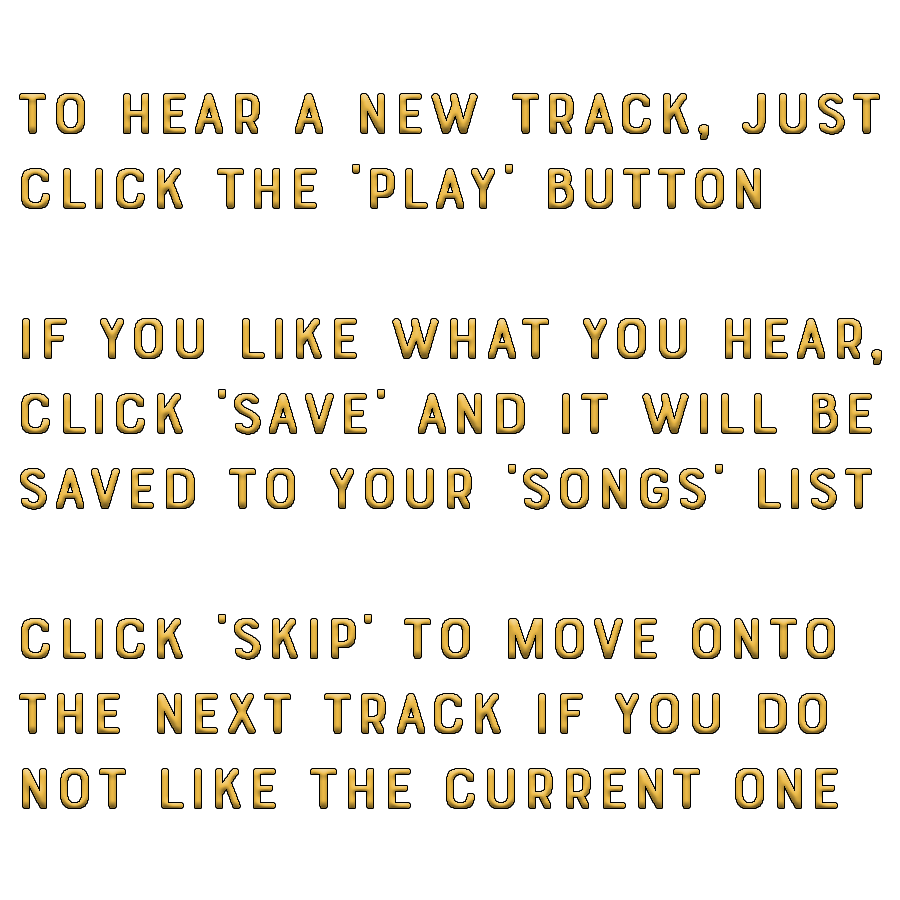 TO HEAR A NEW TRACK, JUST
CLICK THE 'PLAY' BUTTON
IF YOU LIKE WHAT YOU HEAR,
CLICK 'SAVE' AND IT WILL BE
SAVED TO YOUR 'SONGS' LIST
CLICK 'SKIP' TO MOVE ONTO
THE NEXT TRACK IF YOU DO
NOT LIKE THE CURRENT ONE